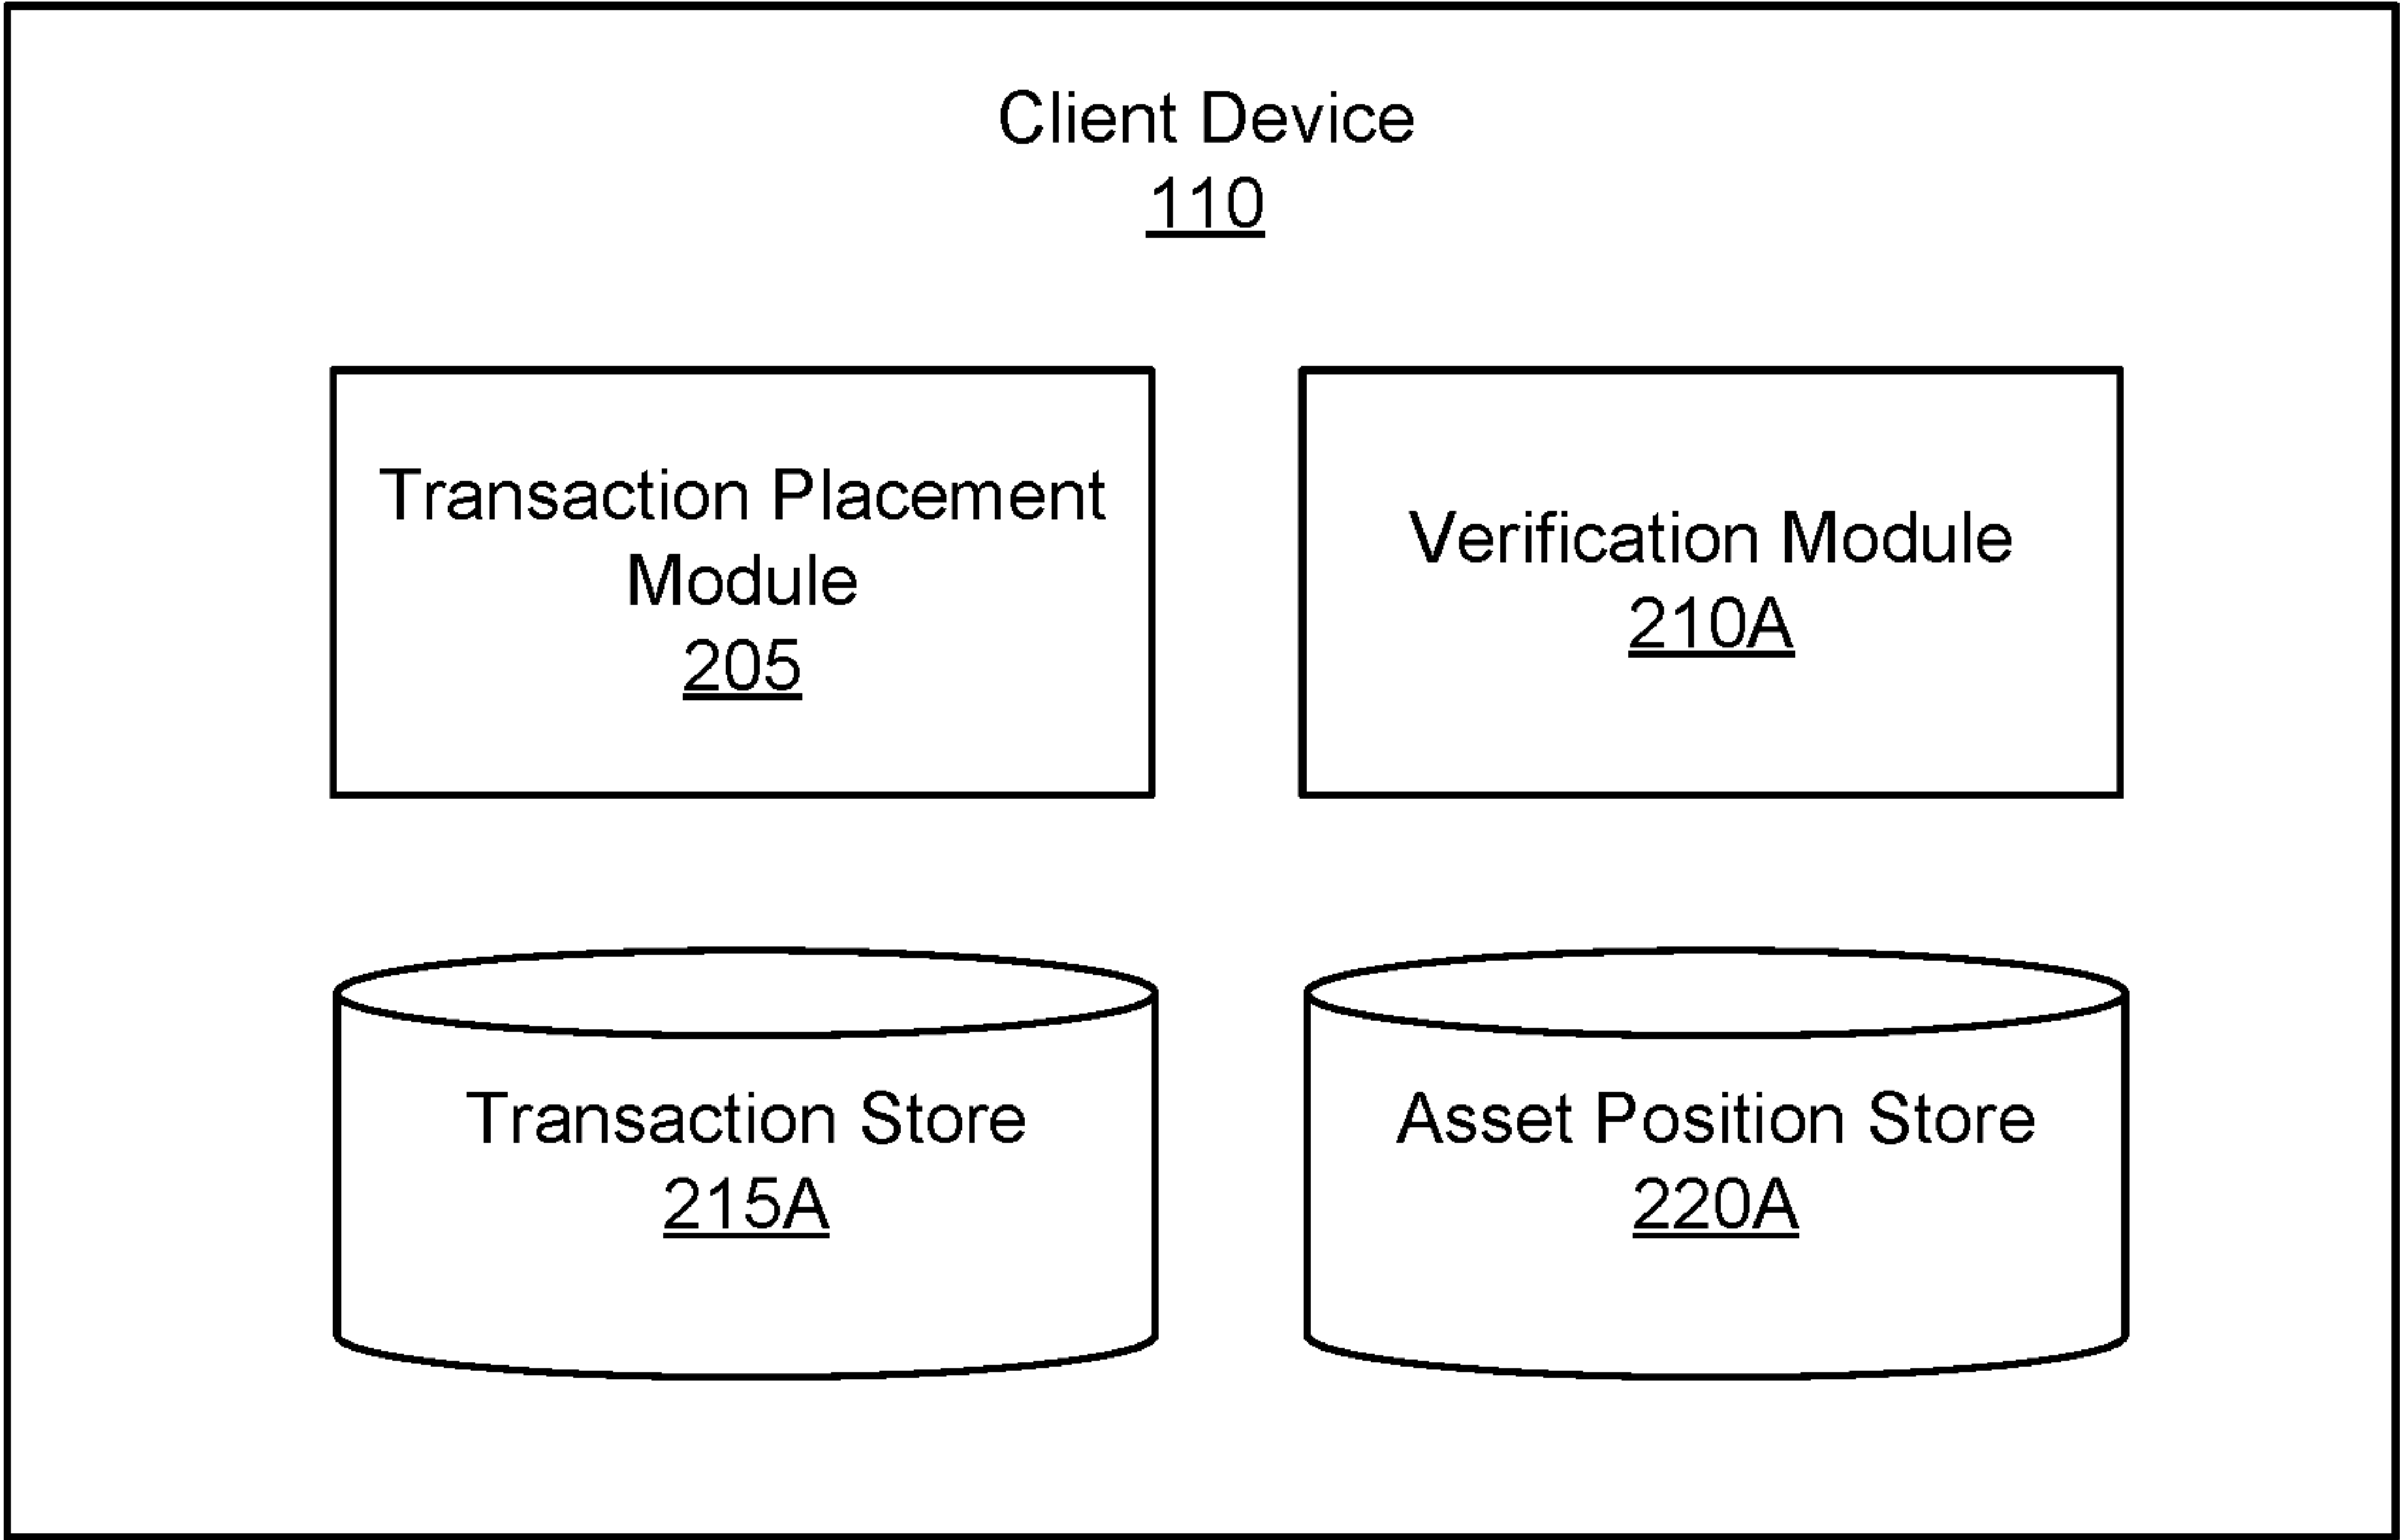 Client Device
110
Transaction Placement
Module
205
Verification Module
210A
Transaction Store
215A
Asset Position Store
220A